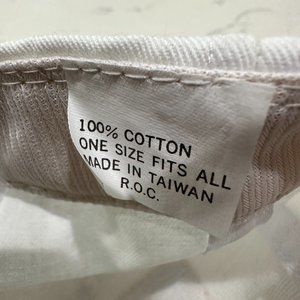 100% COTTON
ONE SIZE FITS ALL
MADE IN TAIWAN
R.O.C.